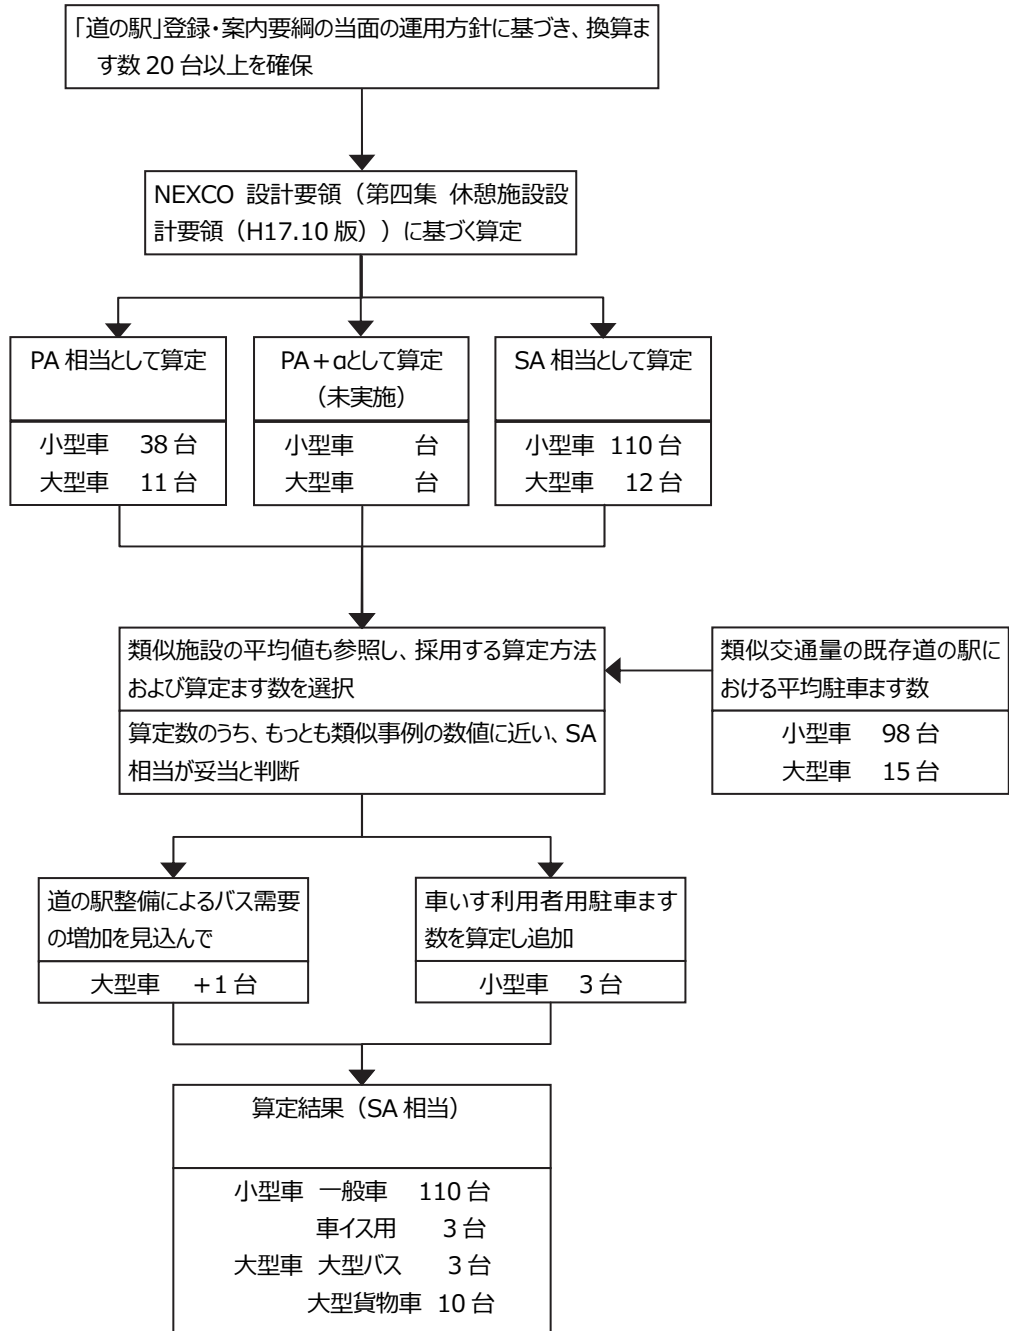 「道の駅」登録・案内要綱の当面の運用方針に基づき、換算ま
す数 20 台以上を確保
NEXCO 設計要領（第四集 休憩施設設
計要領（H17.10 版））に基づく算定
PA 相当として算定
小型車 38 台
大型車 11 台
PA＋αとして算定
（未実施）
小型車 台
大型車 台
SA 相当として算定
小型車 110 台
大型車 12 台
類似施設の平均値も参照し、採用する算定方法
および算定ます数を選択
算定数のうち、もっとも類似事例の数値に近い、SA
相当が妥当と判断
類似交通量の既存道の駅に
おける平均駐車ます数
小型車 98 台
大型車 15 台
道の駅整備によるバス需要
の増加を見込んで
大型車 +1 台
車いす利用者用駐車ます
数を算定し追加
小型車 3 台
算定結果（SA 相当）
小型車 一般車 110 台
車イス用 3 台
大型車 大型バス 3 台
大型貨物車 10 台